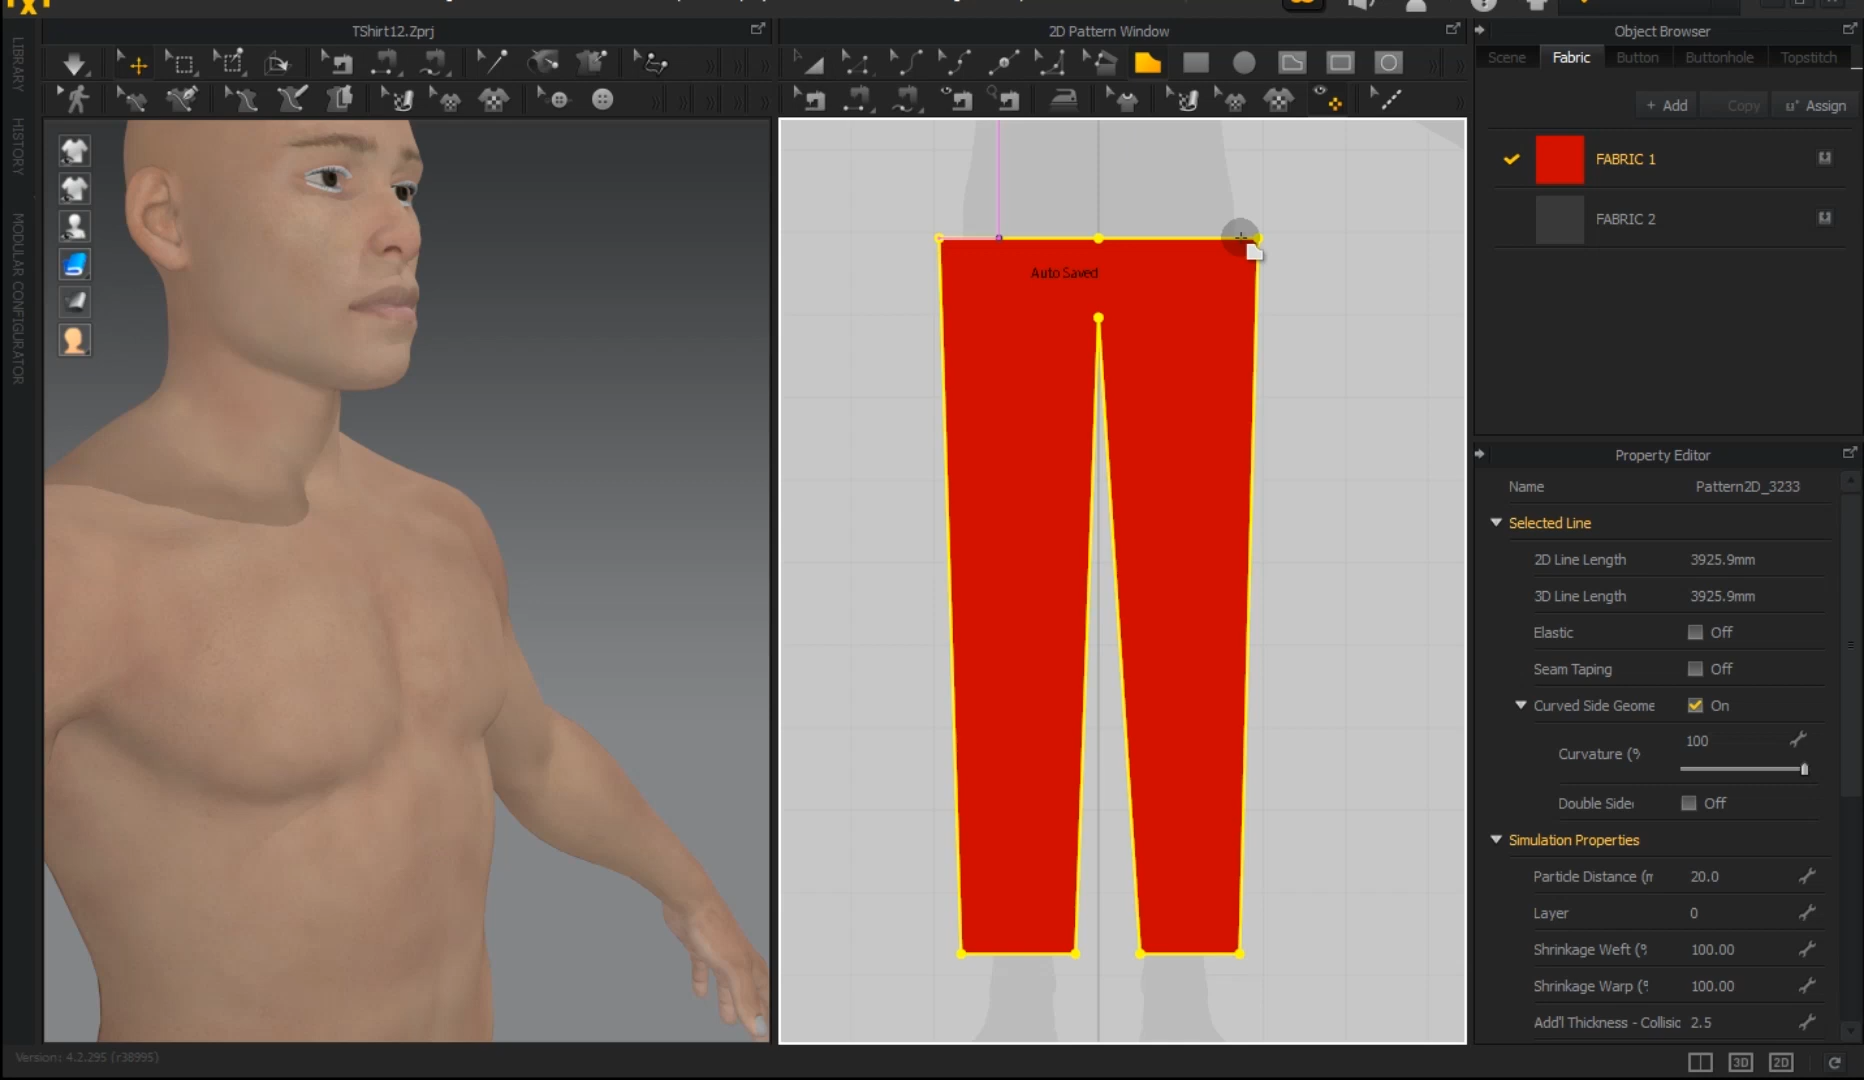 TShirt12.Zprj
2D Pattern Window
Object Browser
Scene Fabric Button Buttonhole Topstitch
+ Add Copy Assign
FABRIC 1
FABRIC 2
LIBRARY
HISTORY
MODULAR CONFIGURATOR
Auto Saved
Property Editor
Name Pattern2D_3233
Selected Line
2D Line Length 3925.9mm
3D Line Length 3925.9mm
Elastic Off
Seam Taping Off
Curved Side Geome On
Curvature (% 100
Double Side Off
Simulation Properties
Particle Distance (m 20.0
Layer 0
Shrinkage Weft (% 100.00
Shrinkage Warp (% 100.00
Add'l Thickness - Collisic 2.5
Version: 4.2.295 (r38995)
3D 2D